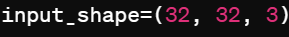 input_shape=(32, 32, 3)